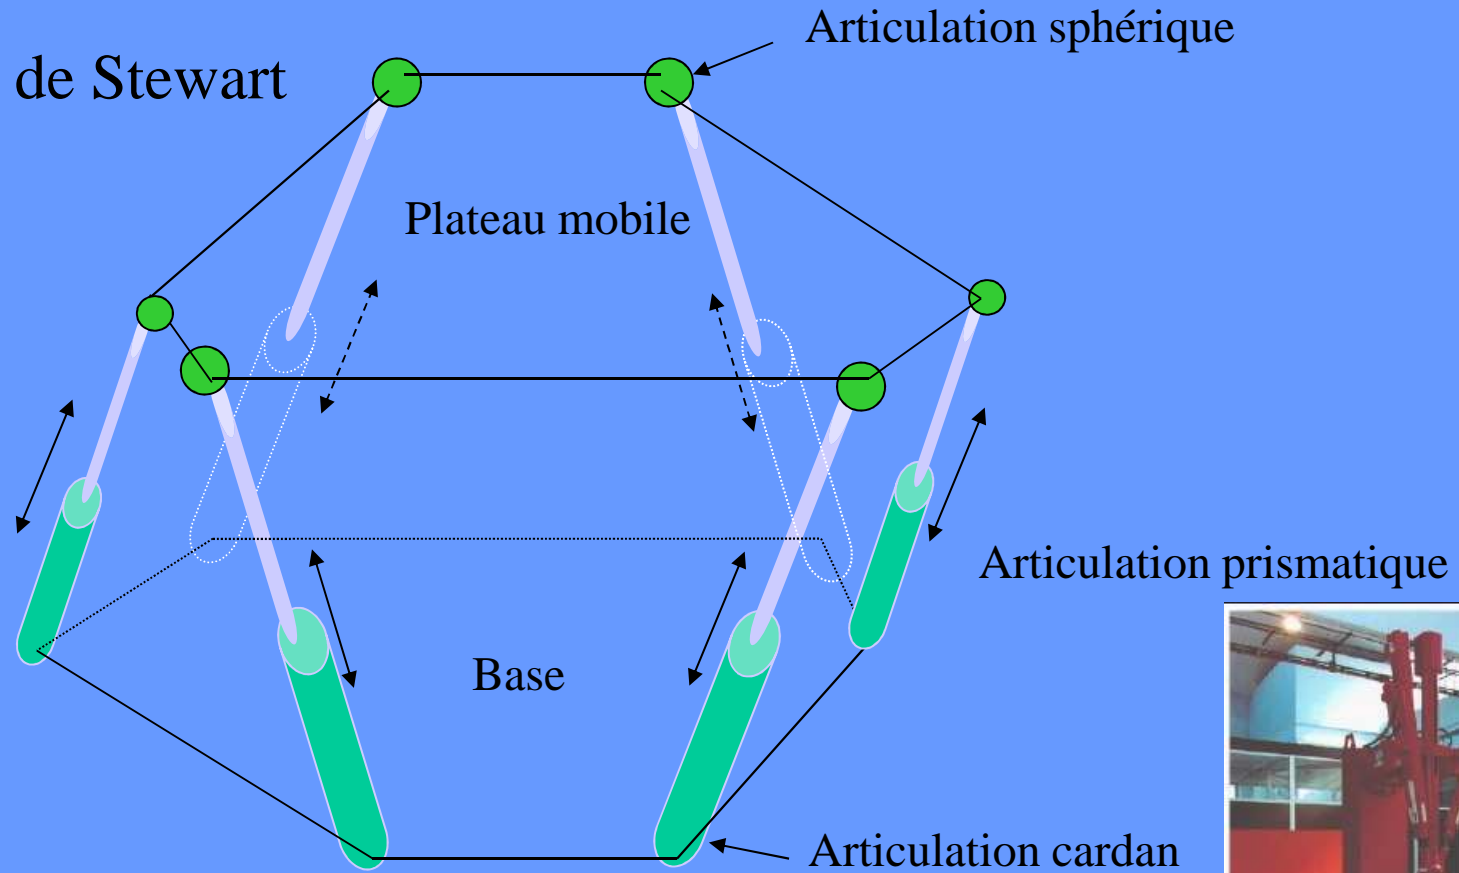 Articulation sphérique
de Stewart
Plateau mobile
Articulation prismatique
Base
Articulation cardan